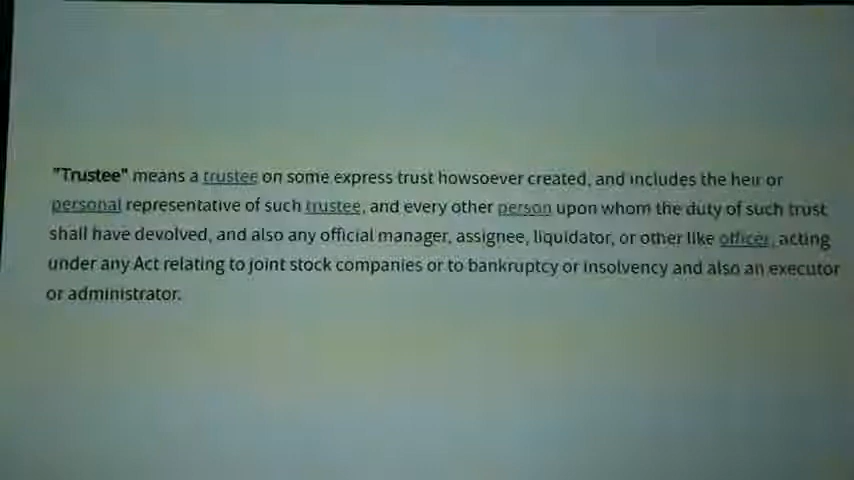 "Trustee" means a trustee on some express trust howsoever created, and includes the heir or
personal representative of such trustee, and every other person upon whom the duty of such trust
shall have devolved, and also any official manager, assignee, liquidator, or other like officer, acting
under any Act relating to joint stock companies or to bankruptcy or insolvency and also an executor
or administrator.